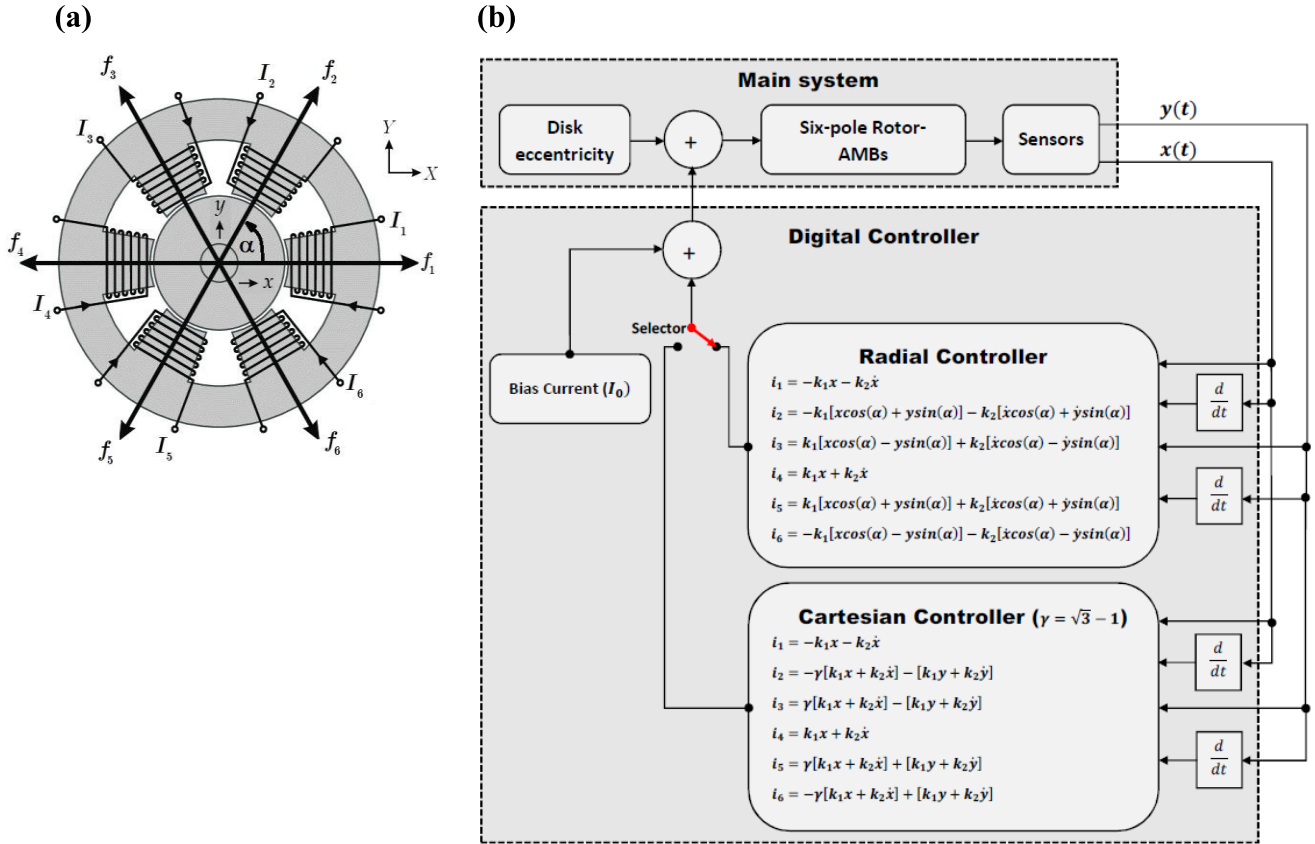 (a)
f₃
f₂
I₂
I₃
Y
X
I₁
y
α
x
f₄
f₁
I₄
I₆
f₅
I₅
f₆
(b)
Main system
Disk
eccentricity
+
Six-pole Rotor-
AMBs
Sensors
y(t)
x(t)
Digital Controller
+
Selector
Bias Current (I₀)
Radial Controller
i₁ = −k₁x − k₂ẋ
i₂ = −k₁[xcos(α) + ysin(α)] − k₂[ẋcos(α) + ẏsin(α)]
i₃ = k₁[xcos(α) − ysin(α)] + k₂[ẋcos(α) − ẏsin(α)]
i₄ = k₁x + k₂ẋ
i₅ = k₁[xcos(α) + ysin(α)] + k₂[ẋcos(α) + ẏsin(α)]
i₆ = −k₁[xcos(α) − ysin(α)] − k₂[ẋcos(α) − ẏsin(α)]
d
dt
d
dt
Cartesian Controller (γ = √3 − 1)
i₁ = −k₁x − k₂ẋ
i₂ = −γ[k₁x + k₂ẋ] − [k₁y + k₂ẏ]
i₃ = γ[k₁x + k₂ẋ] − [k₁y + k₂ẏ]
i₄ = k₁x + k₂ẋ
i₅ = γ[k₁x + k₂ẋ] + [k₁y + k₂ẏ]
i₆ = −γ[k₁x + k₂ẋ] + [k₁y + k₂ẏ]
d
dt
d
dt